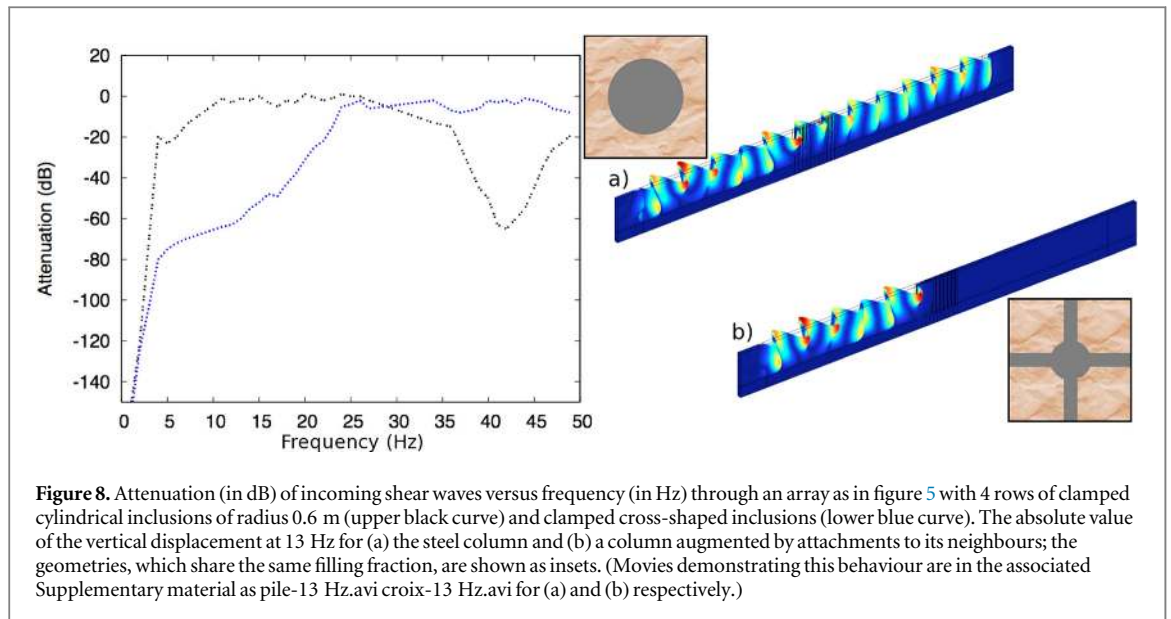 20
0
-20
-40
-60
-80
-100
-120
-140
Attenuation (dB)
0 5 10 15 20 25 30 35 40 45 50
Frequency (Hz)
a)
b)
Figure 8. Attenuation (in dB) of incoming shear waves versus frequency (in Hz) through an array as in figure 5 with 4 rows of clamped
cylindrical inclusions of radius 0.6 m (upper black curve) and clamped cross-shaped inclusions (lower blue curve). The absolute value
of the vertical displacement at 13 Hz for (a) the steel column and (b) a column augmented by attachments to its neighbours; the
geometries, which share the same filling fraction, are shown as insets. (Movies demonstrating this behaviour are in the associated
Supplementary material as pile-13 Hz.avi croix-13 Hz.avi for (a) and (b) respectively.)